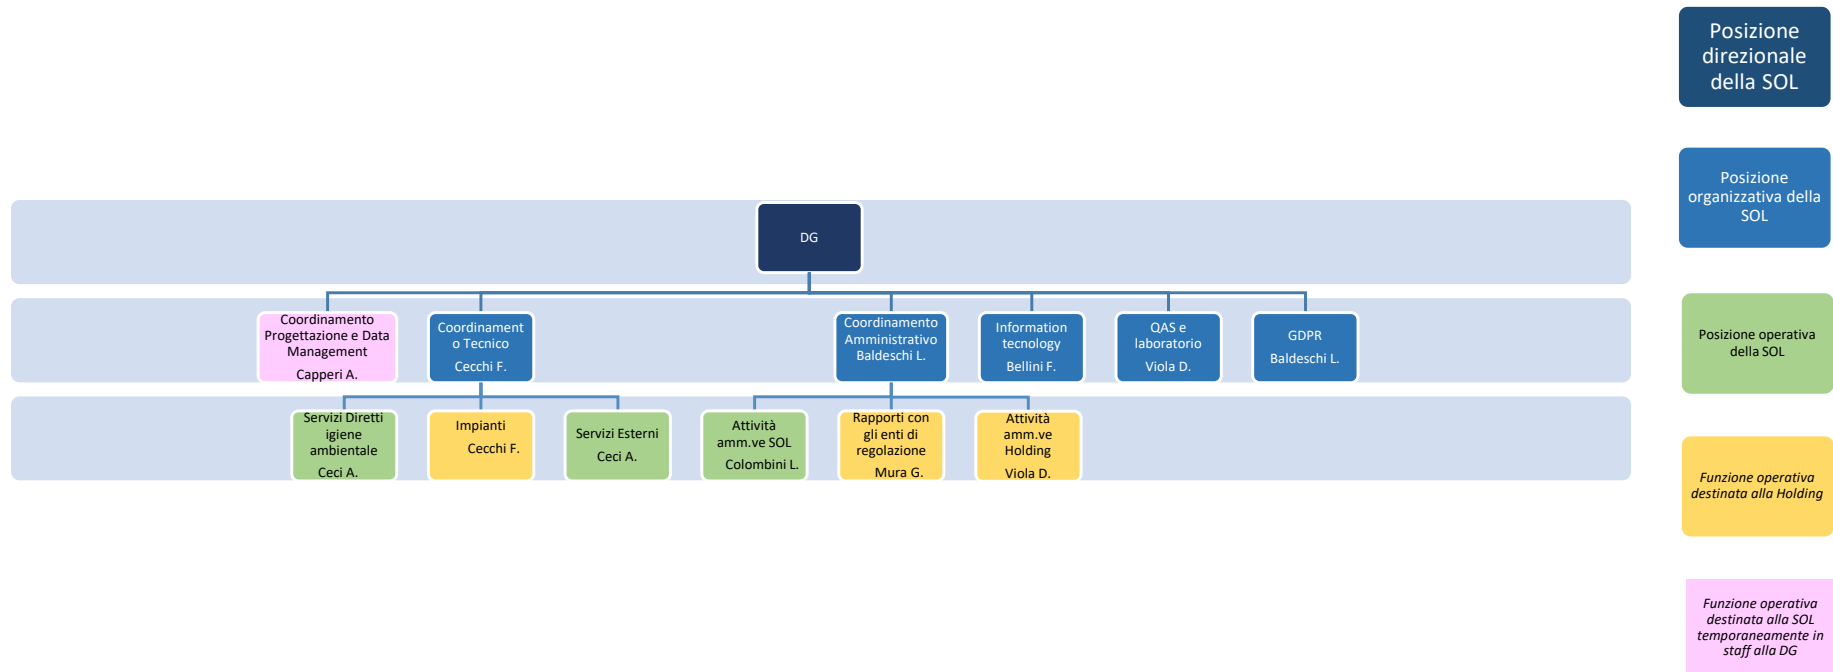 Posizione
direzionale
della SOL
Posizione
organizzativa della
SOL
DG
Coordinamento
Progettazione e Data
Management
Capperi A.
Coordinament
o Tecnico
Cecchi F.
Coordinamento
Amministrativo
Baldeschi L.
Information
tecnology
Bellini F.
QAS e
laboratorio
Viola D.
GDPR
Baldeschi L.
Posizione operativa
della SOL
Servizi Diretti
igiene
ambientale
Ceci A.
Impianti
Cecchi F.
Servizi Esterni
Ceci A.
Attività
amm.ve SOL
Colombini L.
Rapporti con
gli enti di
regolazione
Mura G.
Attività
amm.ve
Holding
Viola D.
Funzione operativa
destinata alla Holding
Funzione operativa
destinata alla SOL
temporaneamente in
staff alla DG